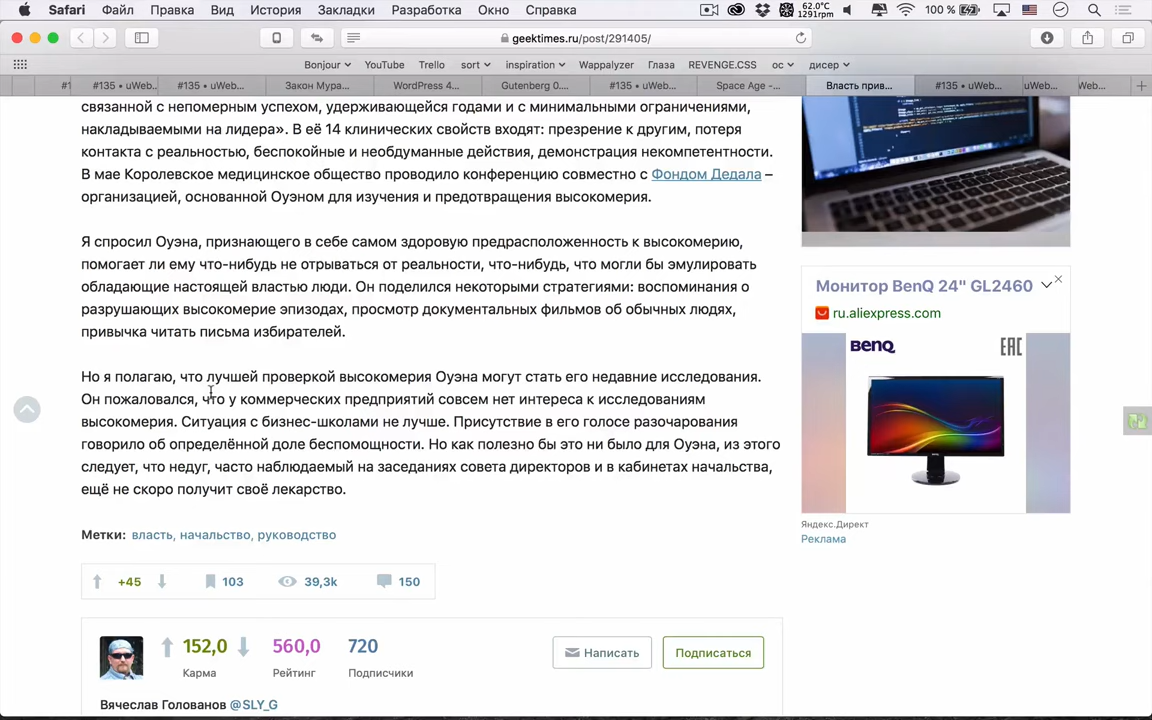 Safari Файл Правка Вид История Закладки Разработка Окно Справка 62.0°C 1291rpm 100 %
geektimes.ru/post/291405/
Bonjour YouTube Trello sort inspiration Wappalyzer Глаза REVENGE.CSS ос дисер
#1 #135 • uWeb.. #135 • uWeb... Закон Мура... WordPress 4... Gutenberg 0... #135 • uWeb... Space Age -... Власть прив... #135 • uWeb... uWeb... Web...
связанной с непомерным успехом, удерживающейся годами и с минимальными ограничениями,
накладываемыми на лидера». В её 14 клинических свойств входят: презрение к другим, потеря
контакта с реальностью, беспокойные и необдуманные действия, демонстрация некомпетентности.
В мае Королевское медицинское общество проводило конференцию совместно с Фондом Дедала –
организацией, основанной Оуэном для изучения и предотвращения высокомерия.
Я спросил Оуэна, признающего в себе самом здоровую предрасположенность к высокомерию,
помогает ли ему что-нибудь не отрываться от реальности, что-нибудь, что могли бы эмулировать
обладающие настоящей властью люди. Он поделился некоторыми стратегиями: воспоминания о
разрушающих высокомерие эпизодах, просмотр документальных фильмов об обычных людях,
привычка читать письма избирателей.
Но я полагаю, что лучшей проверкой высокомерия Оуэна могут стать его недавние исследования.
Он пожаловался, что у коммерческих предприятий совсем нет интереса к исследованиям
высокомерия. Ситуация с бизнес-школами не лучше. Присутствие в его голосе разочарования
говорило об определённой доле беспомощности. Но как полезно бы это ни было для Оуэна, из этого
следует, что недуг, часто наблюдаемый на заседаниях совета директоров и в кабинетах начальства,
ещё не скоро получит своё лекарство.
Метки: власть, начальство, руководство
+45 103 39,3k 150
152,0 560,0 720
Карма Рейтинг Подписчики
Написать Подписаться
Вячеслав Голованов @SLY_G
Монитор BenQ 24" GL2460
ru.aliexpress.com
BenQ EAC
Яндекс.Директ
Реклама